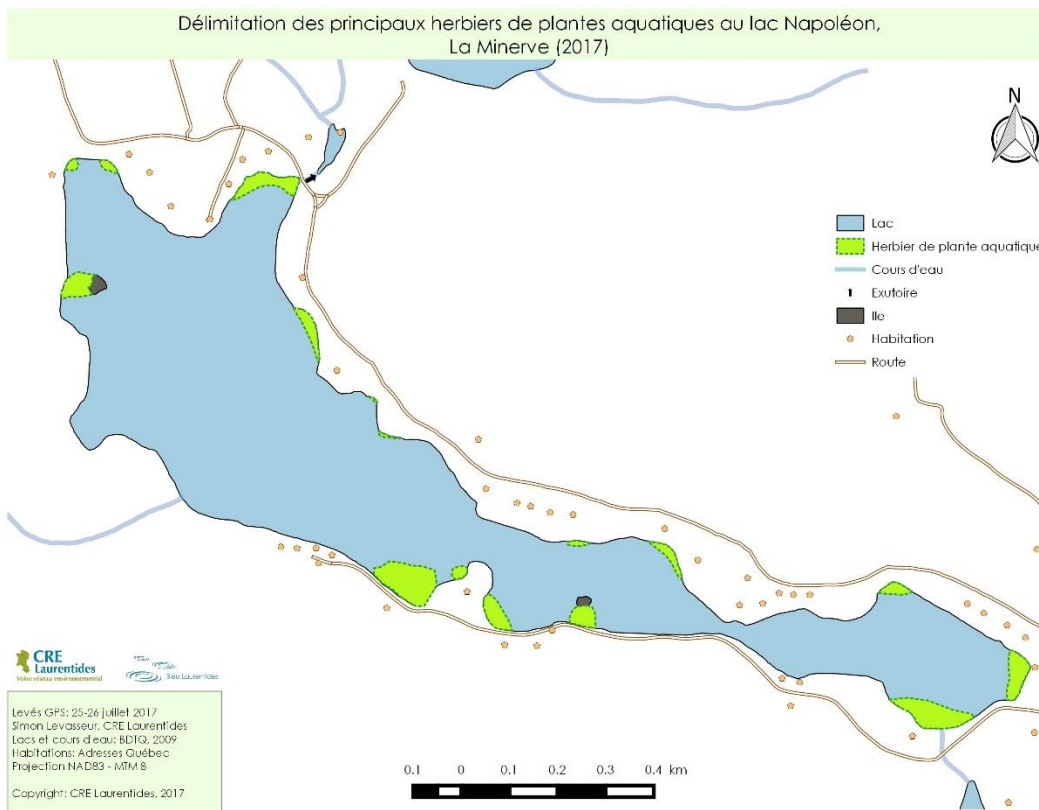 Délimitation des principaux herbiers de plantes aquatiques au lac Napoléon,
La Minerve (2017)
N
Lac
Herbier de plante aquatique
Cours d'eau
Exutoire
Ile
Habitation
Route
CRE
Laurentides
Votre réseau environnemental
Bleu Laurentides
Levés GPS: 25-26 juillet 2017
Simon Levasseur, CRE Laurentides
Lacs et cours d'eau: BDTQ, 2009
Habitations: Adresses Québec
Projection NAD83 - MTM 8
Copyright: CRE Laurentides, 2017
0.1 0 0.1 0.2 0.3 0.4 km